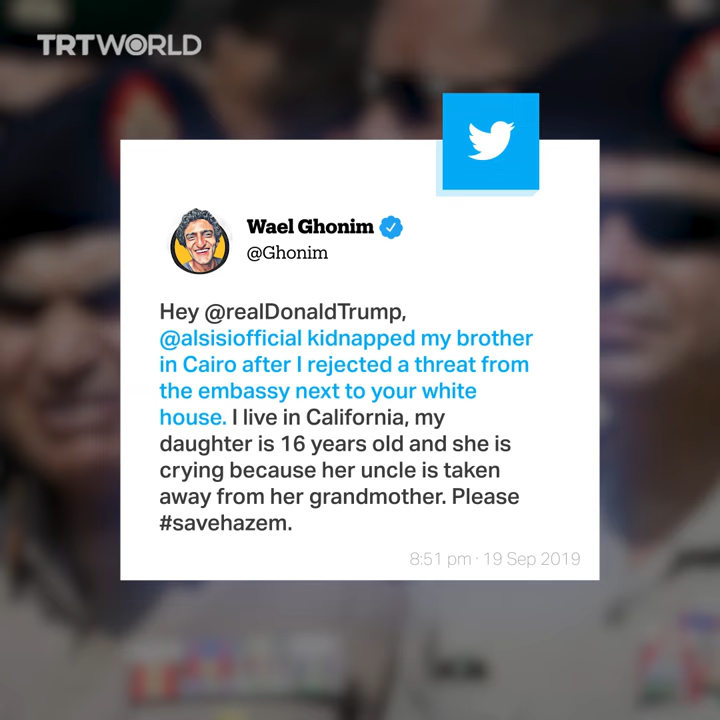 TRTWORLD
Wael Ghonim
@Ghonim
Hey @realDonaldTrump,
@alsisiofficial kidnapped my brother
in Cairo after I rejected a threat from
the embassy next to your white
house. I live in California, my
daughter is 16 years old and she is
crying because her uncle is taken
away from her grandmother. Please
#savehazem.
8:51 pm · 19 Sep 2019